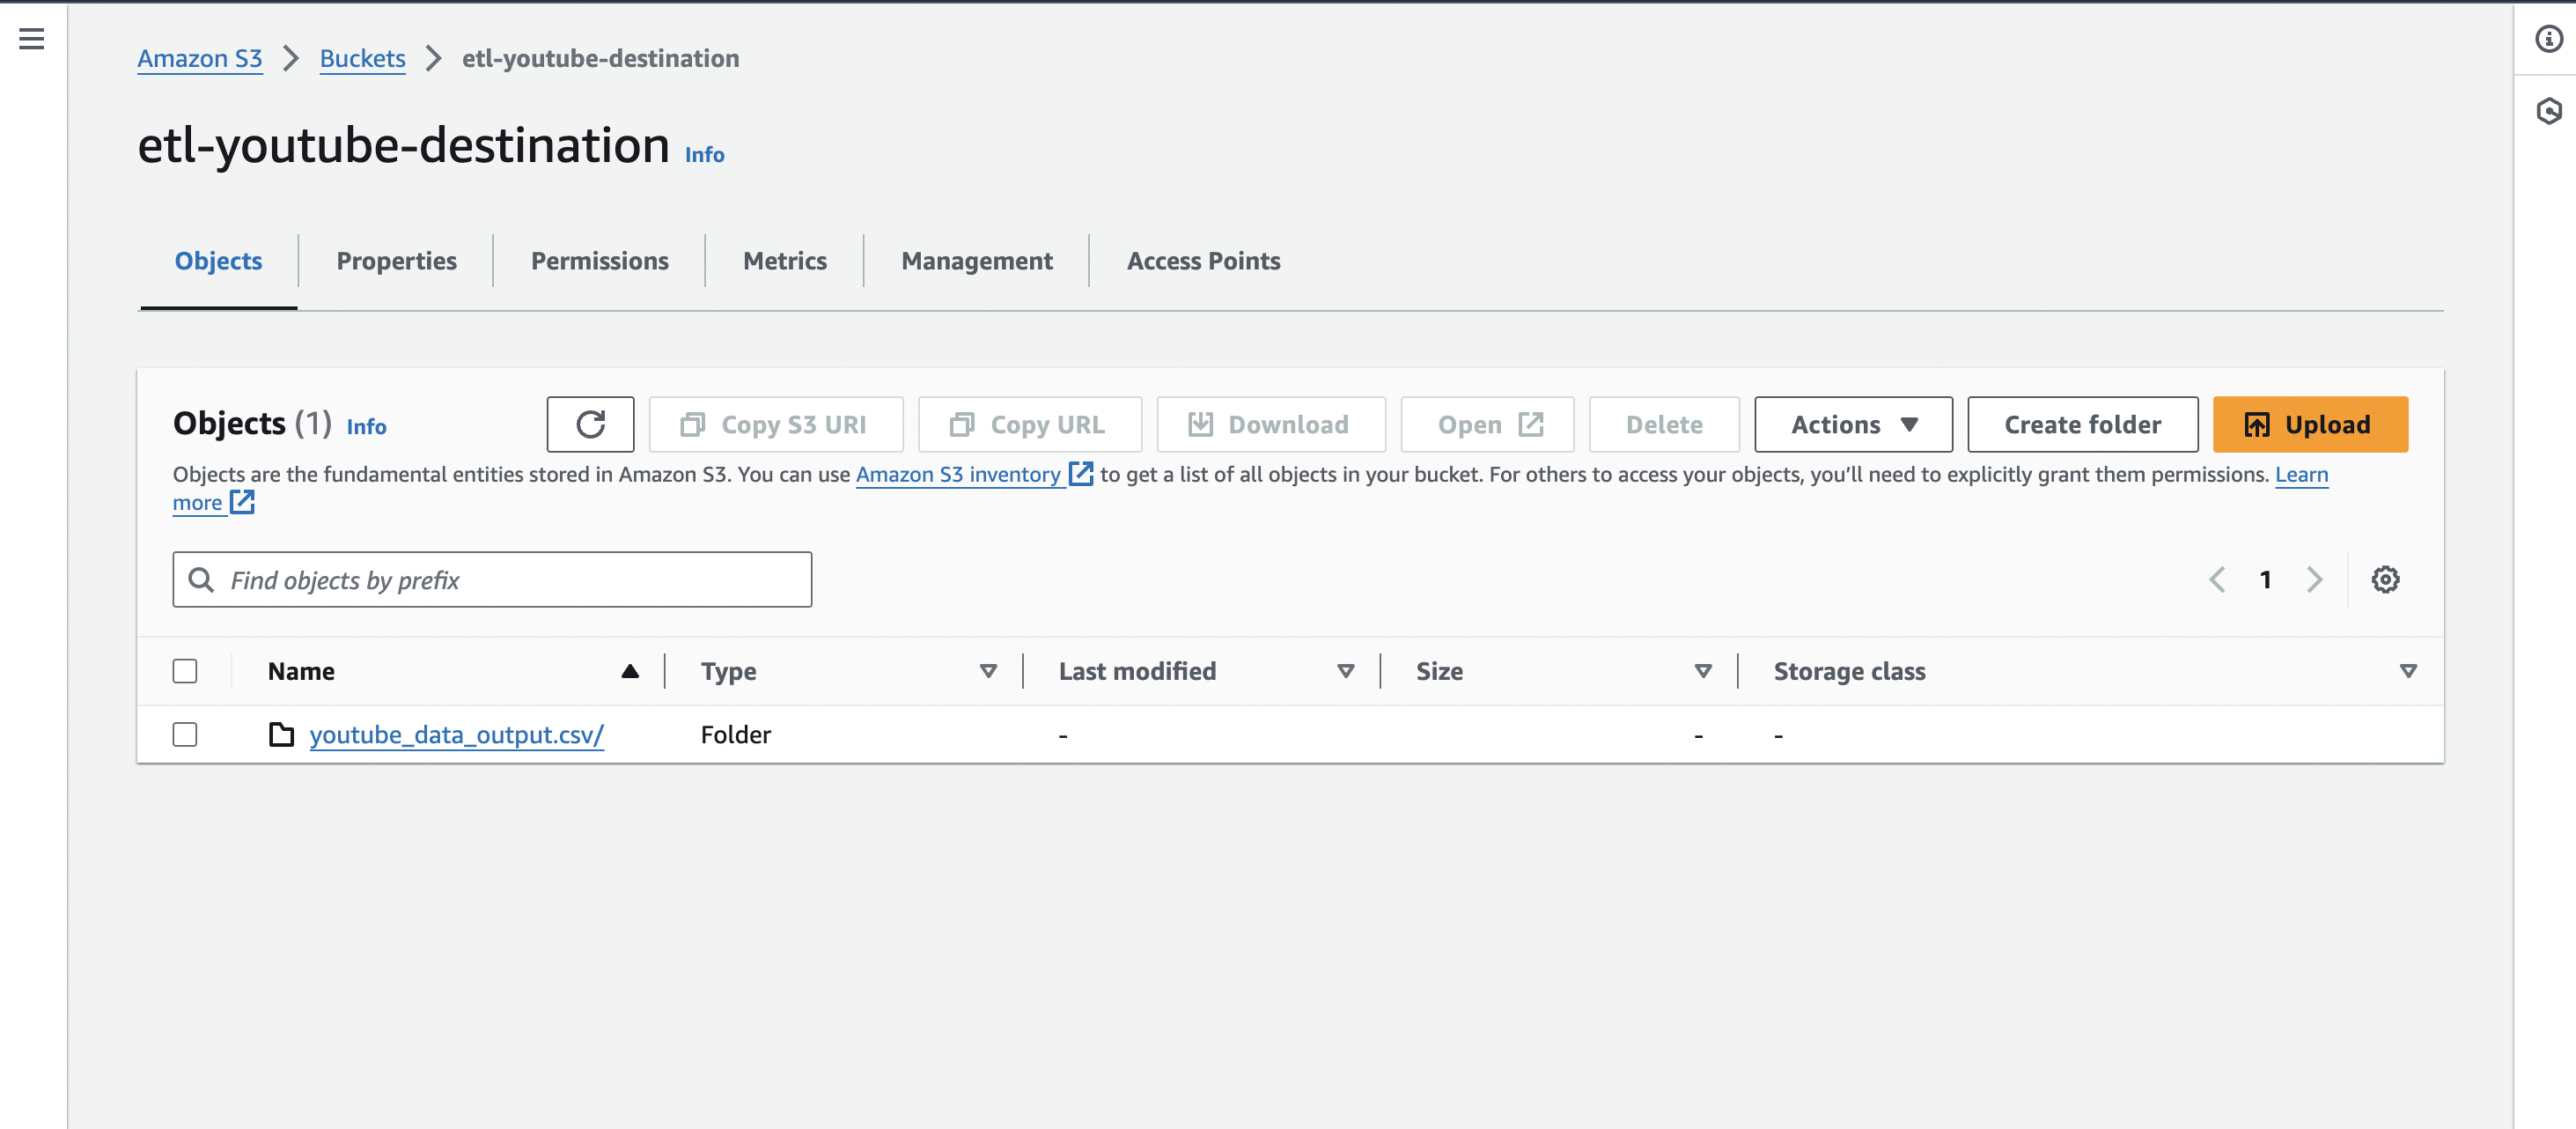 Amazon S3 > Buckets > etl-youtube-destination
etl-youtube-destination Info
Objects Properties Permissions Metrics Management Access Points
Objects (1) Info Copy S3 URI Copy URL Download Open Delete Actions Create folder Upload
Objects are the fundamental entities stored in Amazon S3. You can use Amazon S3 inventory to get a list of all objects in your bucket. For others to access your objects, you’ll need to explicitly grant them permissions. Learn
more
Find objects by prefix 1
Name Type Last modified Size Storage class
youtube_data_output.csv/ Folder - - -